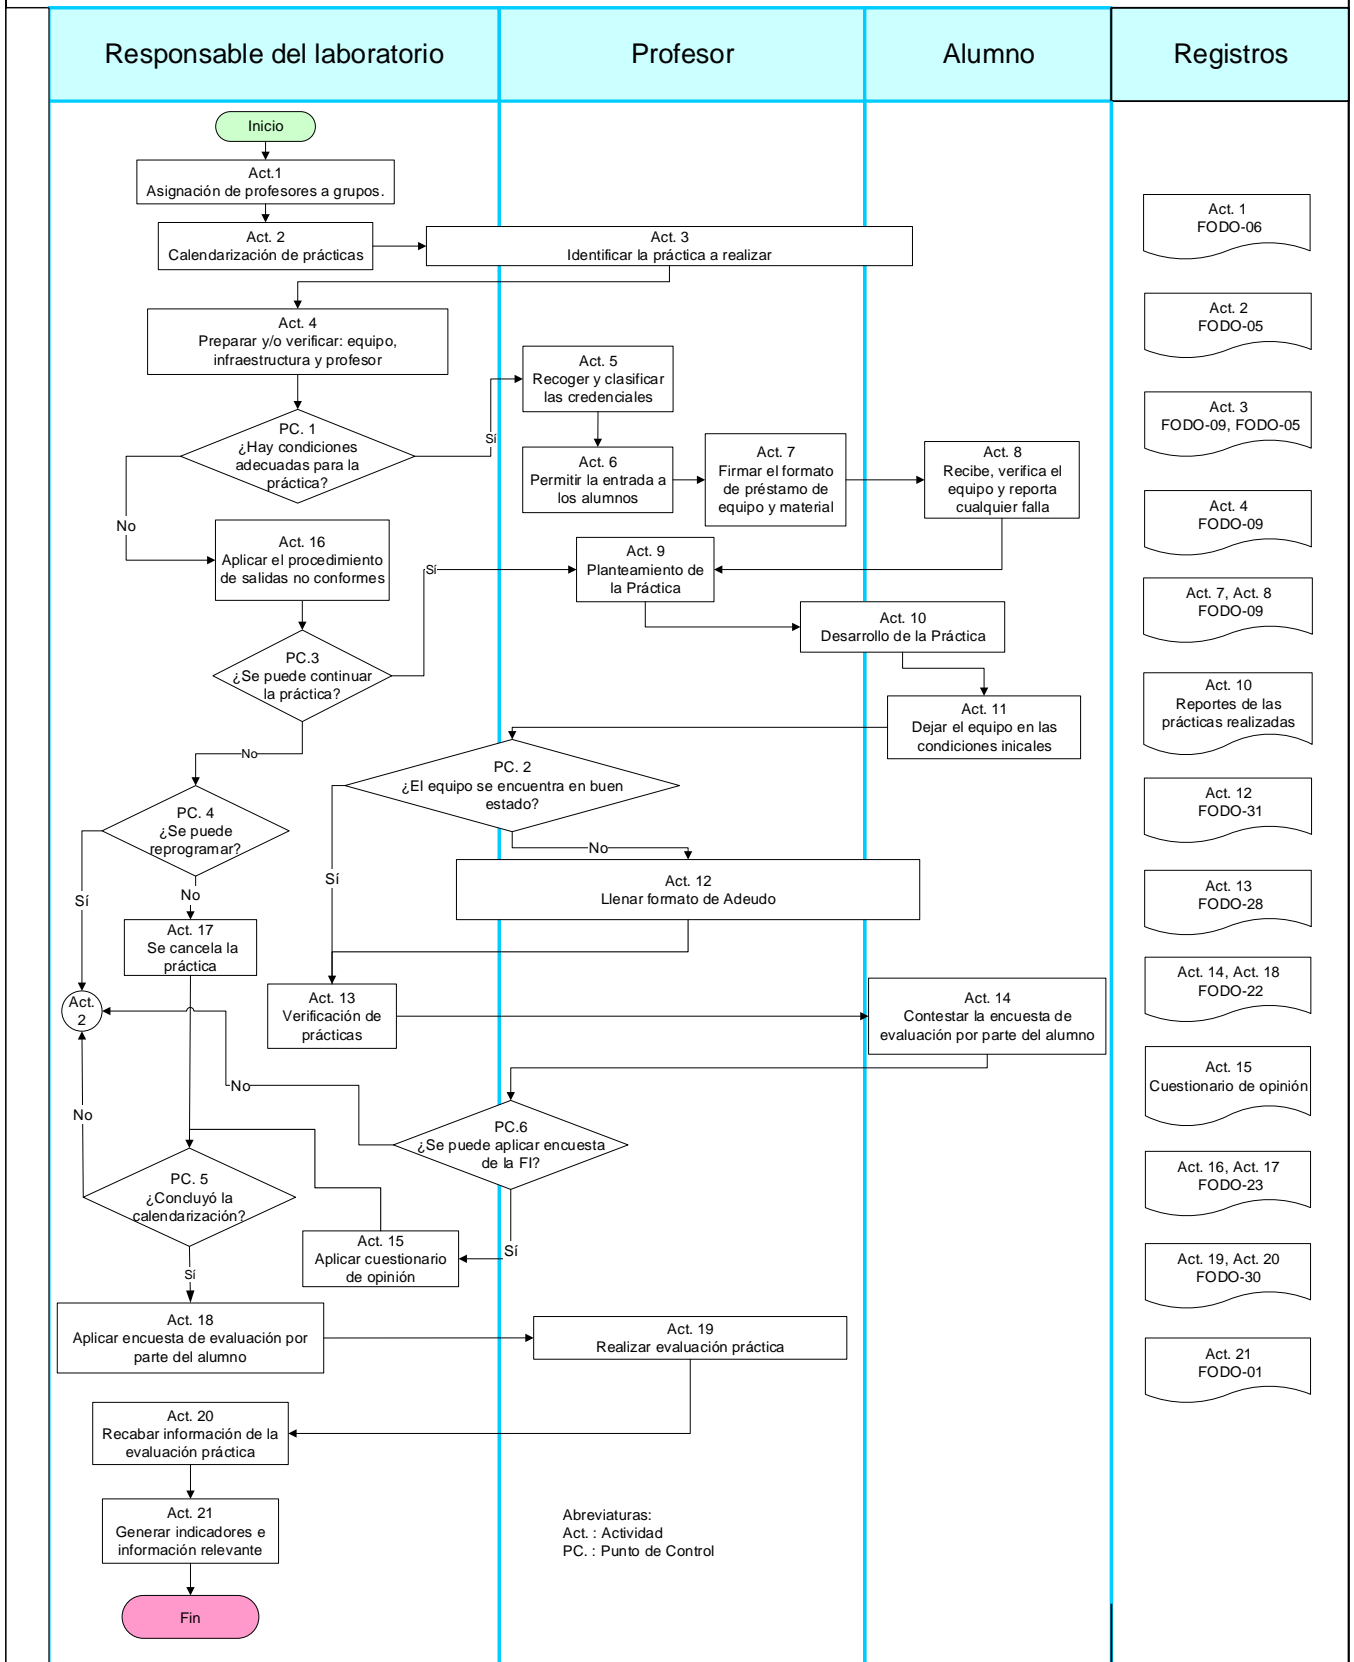 Responsable del laboratorio
Profesor
Alumno
Registros
Inicio
Act.1
Asignación de profesores a grupos.
Act. 2
Calendarización de prácticas
Act. 3
Identificar la práctica a realizar
Act. 4
Preparar y/o verificar: equipo,
infraestructura y profesor
PC. 1
¿Hay condiciones
adecuadas para la
práctica?
Sí
No
Act. 5
Recoger y clasificar
las credenciales
Act. 6
Permitir la entrada a
los alumnos
Act. 7
Firmar el formato
de préstamo de
equipo y material
Act. 8
Recibe, verifica el
equipo y reporta
cualquier falla
Act. 16
Aplicar el procedimiento
de salidas no conformes
Sí
Act. 9
Planteamiento de
la Práctica
Act. 10
Desarrollo de la Práctica
PC.3
¿Se puede continuar
la práctica?
No
Act. 11
Dejar el equipo en las
condiciones inicales
PC. 2
¿El equipo se encuentra en buen
estado?
No
Sí
PC. 4
¿Se puede
reprogramar?
Sí
No
Act. 12
Llenar formato de Adeudo
Act. 17
Se cancela la
práctica
Act.
2
Act. 13
Verificación de
prácticas
Act. 14
Contestar la encuesta de
evaluación por parte del alumno
No
No
PC.6
¿Se puede aplicar encuesta
de la FI?
Sí
PC. 5
¿Concluyó la
calendarización?
Sí
Act. 15
Aplicar cuestionario
de opinión
Act. 18
Aplicar encuesta de evaluación por
parte del alumno
Act. 19
Realizar evaluación práctica
Act. 20
Recabar información de la
evaluación práctica
Act. 21
Generar indicadores e
información relevante
Fin
Abreviaturas:
Act. : Actividad
PC. : Punto de Control
Act. 1
FODO-06
Act. 2
FODO-05
Act. 3
FODO-09, FODO-05
Act. 4
FODO-09
Act. 7, Act. 8
FODO-09
Act. 10
Reportes de las
prácticas realizadas
Act. 12
FODO-31
Act. 13
FODO-28
Act. 14, Act. 18
FODO-22
Act. 15
Cuestionario de opinión
Act. 16, Act. 17
FODO-23
Act. 19, Act. 20
FODO-30
Act. 21
FODO-01